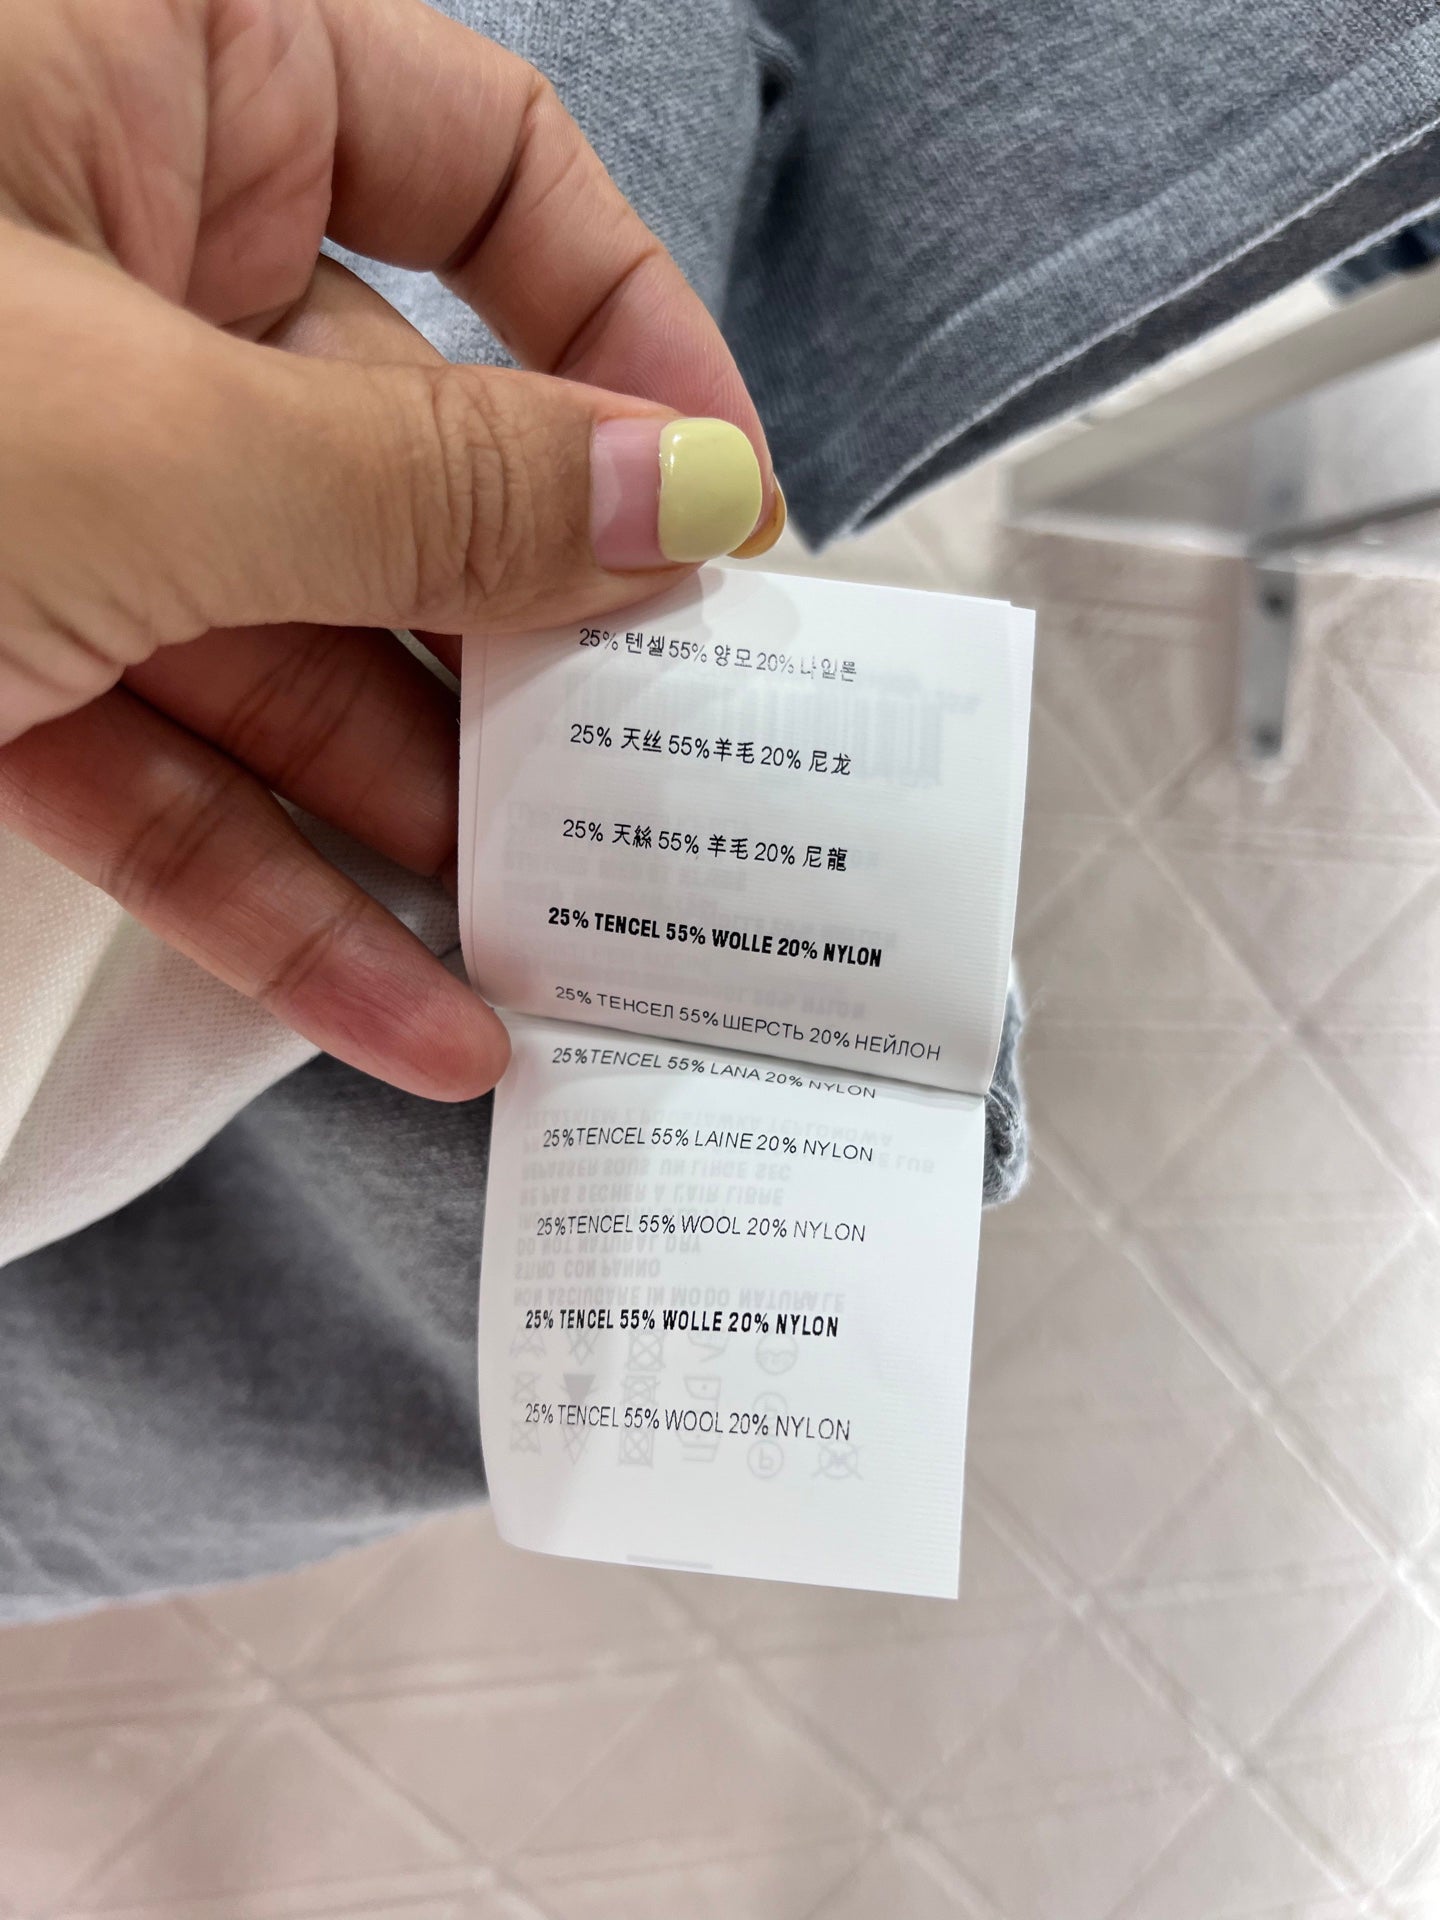 25% 텐셀 55% 양모 20% 나일론
25% 天丝 55% 羊毛 20% 尼龙
25% 天絲 55% 羊毛 20% 尼龍
25% TENCEL 55% WOLLE 20% NYLON
25% ТЕНСЕЛ 55% ШЕРСТЬ 20% НЕЙЛОН
25%TENCEL 55% LANA 20% NYLON
25%TENCEL 55% LAINE 20% NYLON
25%TENCEL 55% WOOL 20% NYLON
25% TENCEL 55% WOLLE 20% NYLON
25% TENCEL 55% WOOL 20% NYLON